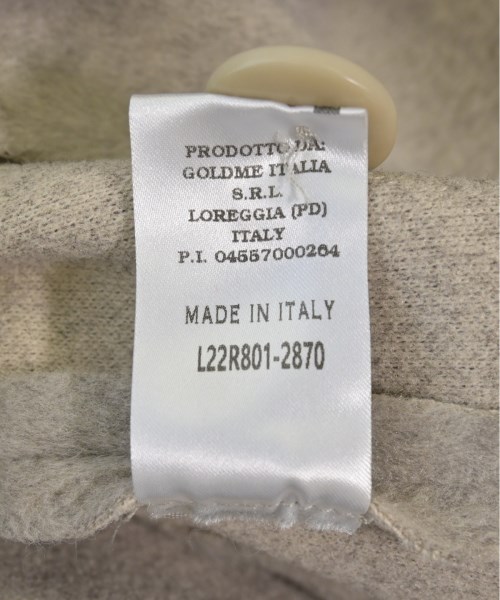 PRODOTTO DA:
GOLDME ITALIA
S.R.L.
LOREGGIA (PD)
ITALY
P.I. 04557000264
MADE IN ITALY
L22R801-2870